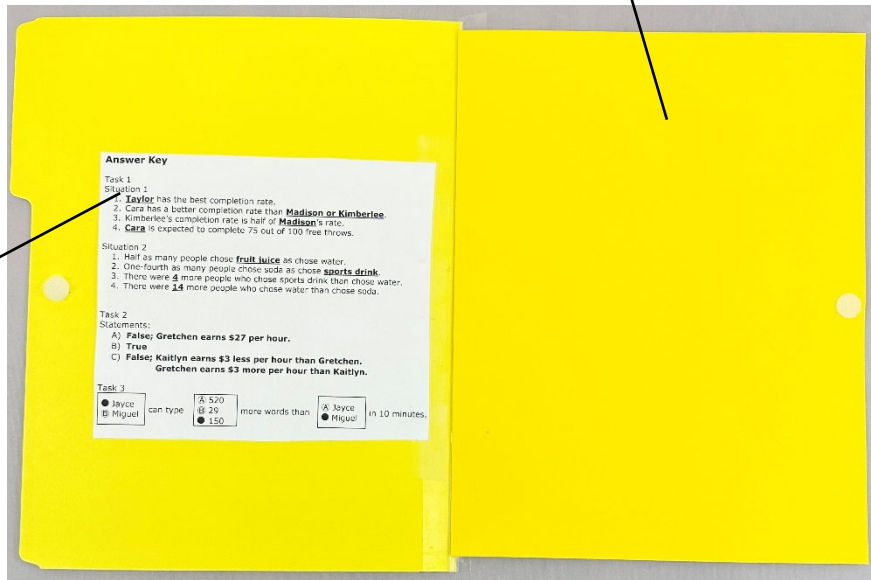 Answer Key
Task 1
Situation 1
1. Taylor has the best completion rate.
2. Cara has a better completion rate than Madison or Kimberlee.
3. Kimberlee's completion rate is half of Madison's rate.
4. Cara is expected to complete 75 out of 100 free throws.
Situation 2
1. Half as many people chose fruit juice as chose water.
2. One-fourth as many people chose soda as chose sports drink.
3. There were 4 more people who chose sports drink than chose water.
4. There were 14 more people who chose water than chose soda.
Task 2
Statements:
A) False; Gretchen earns $27 per hour.
B) True
C) False; Kaitlyn earns $3 less per hour than Gretchen.
Gretchen earns $3 more per hour than Kaitlyn.
Task 3
● Jayce
Ⓑ Miguel
can type
Ⓐ 520
Ⓑ 29
● 150
more words than
Ⓐ Jayce
● Miguel
in 10 minutes.